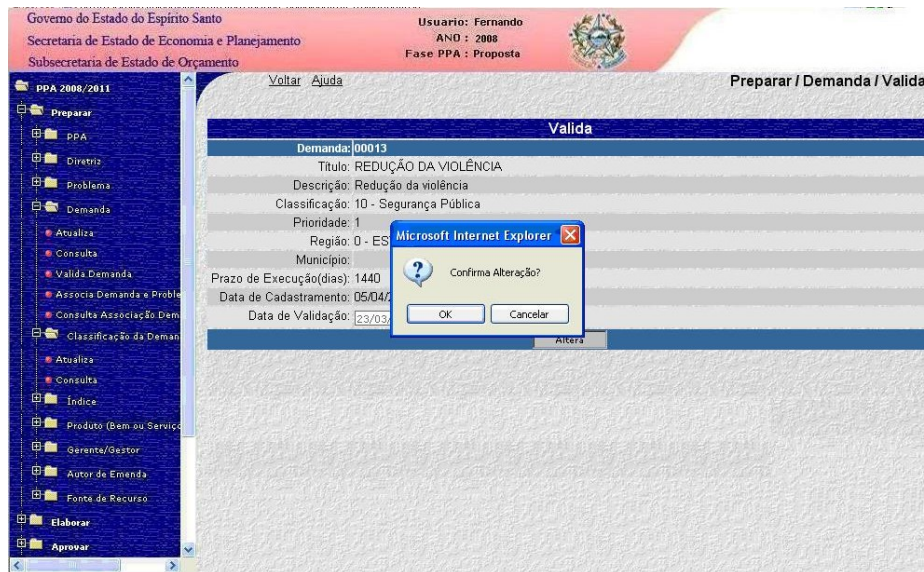 Governo do Estado do Espírito Santo
Secretaria de Estado de Economia e Planejamento
Subsecretaria de Estado de Orçamento
Usuario: Fernando
ANO : 2008
Fase PPA : Proposta
PPA 2008/2011
Preparar
PPA
Diretriz
Problema
Demanda
Atualiza
Consulta
Valida Demanda
Associa Demanda e Proble
Consulta Associação Dem
Classificação da Deman
Atualiza
Consulta
Índice
Produto (Bem ou Serviço
Gerente/Gestor
Autor de Emenda
Fonte de Recurso
Elaborar
Aprovar
Voltar Ajuda
Preparar / Demanda / Valida
Valida
Demanda: 00013
Título: REDUÇÃO DA VIOLÊNCIA
Descrição: Redução da violência
Classificação: 10 - Segurança Pública
Prioridade: 1
Região: 0 - ES
Município:
Prazo de Execução(dias): 1440
Data de Cadastramento: 05/04/
Data de Validação: 23/03/
Altera
Microsoft Internet Explorer
Confirma Alteração?
OK Cancelar